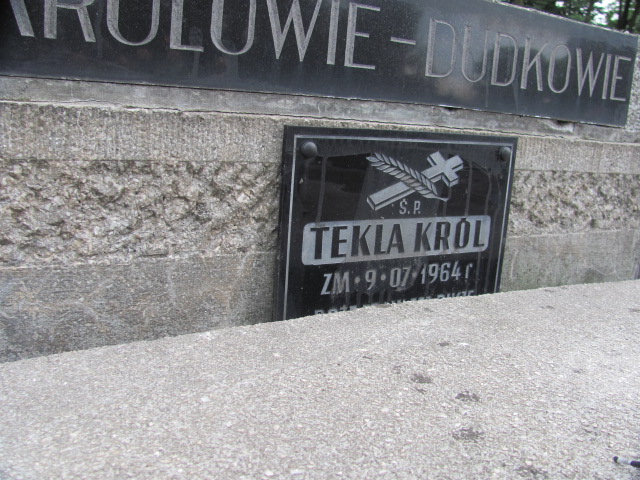 KRÓLOWIE - DUDKOWIE
Ś.P.
TEKLA KRÓL
ZM·9·07·1964 r